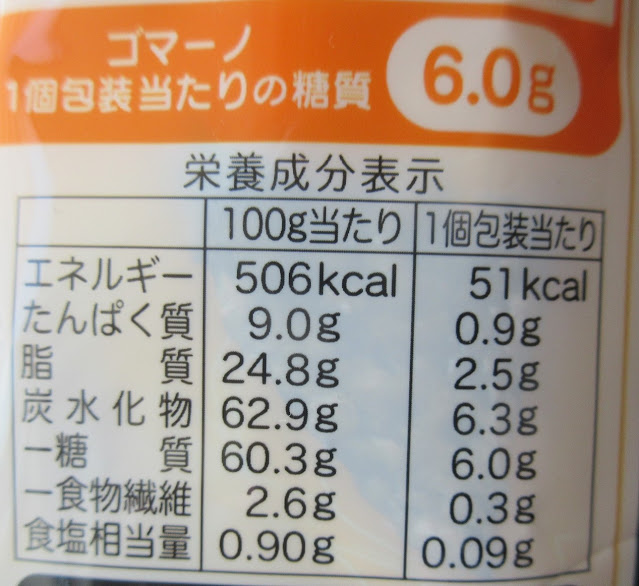 ゴマーノ
1個包装当たりの糖質 6.0g
栄養成分表示
100g当たり 1個包装当たり
エネルギー 506kcal 51kcal
たんぱく質 9.0g 0.9g
脂質 24.8g 2.5g
炭水化物 62.9g 6.3g
ー糖質 60.3g 6.0g
ー食物繊維 2.6g 0.3g
食塩相当量 0.90g 0.09g